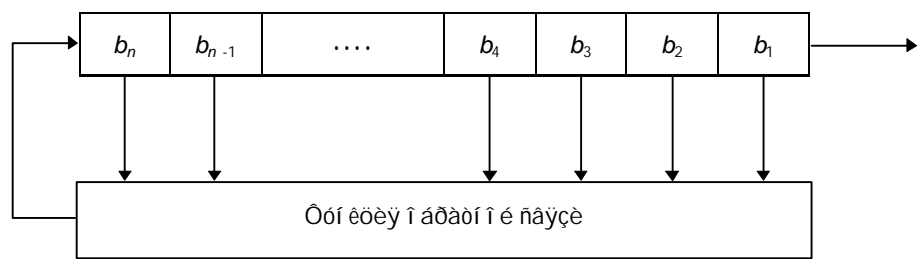 bₙ bₙ₋₁ .... b₄ b₃ b₂ b₁
Ôóí êöèÿ î áðàòí î é ñâÿçè